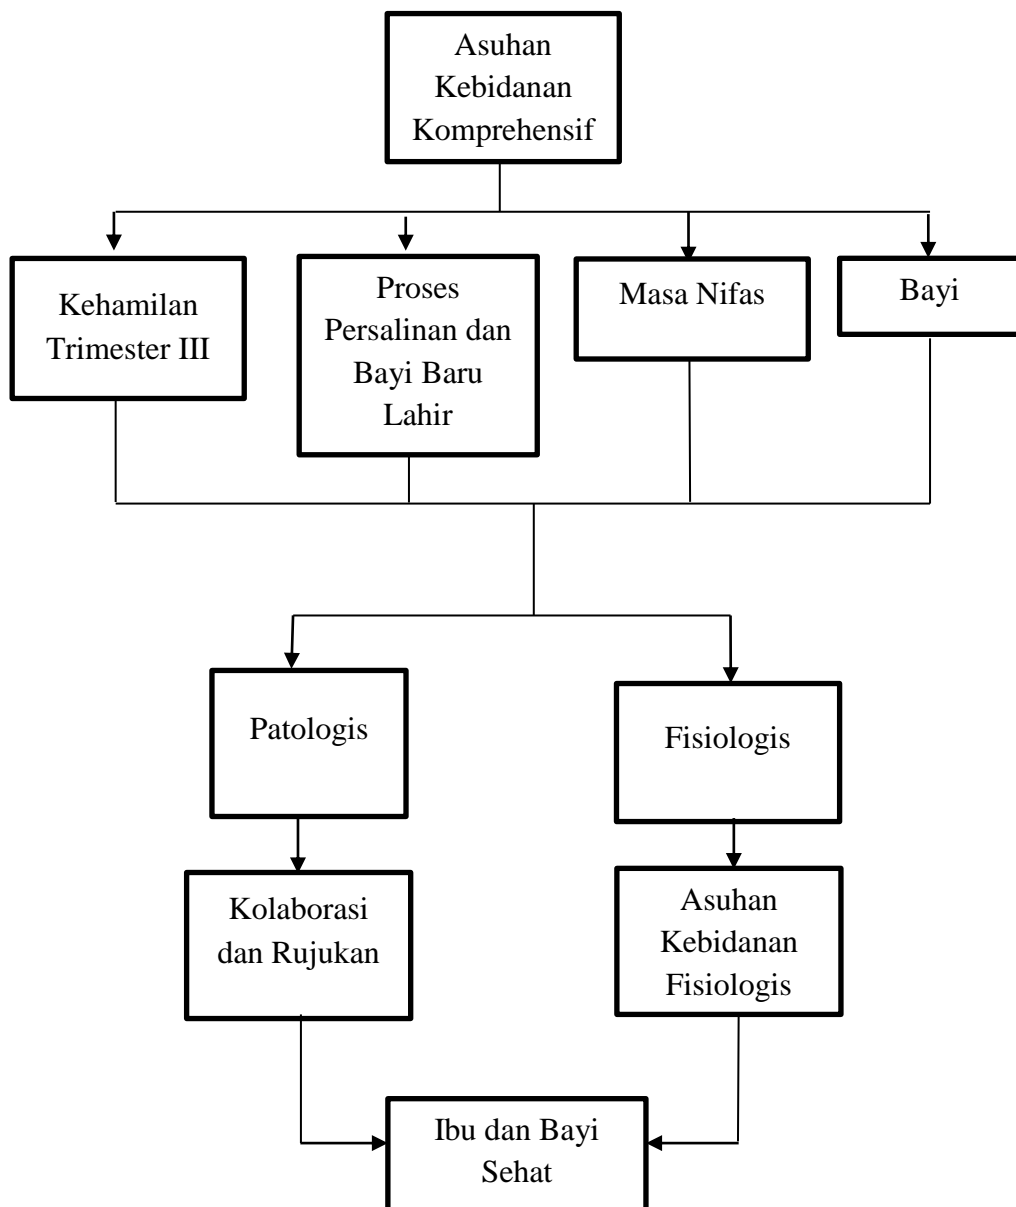 Asuhan
Kebidanan
Komprehensif
Kehamilan
Trimester III
Proses
Persalinan dan
Bayi Baru
Lahir
Masa Nifas
Bayi
Patologis
Fisiologis
Kolaborasi
dan Rujukan
Asuhan
Kebidanan
Fisiologis
Ibu dan Bayi
Sehat